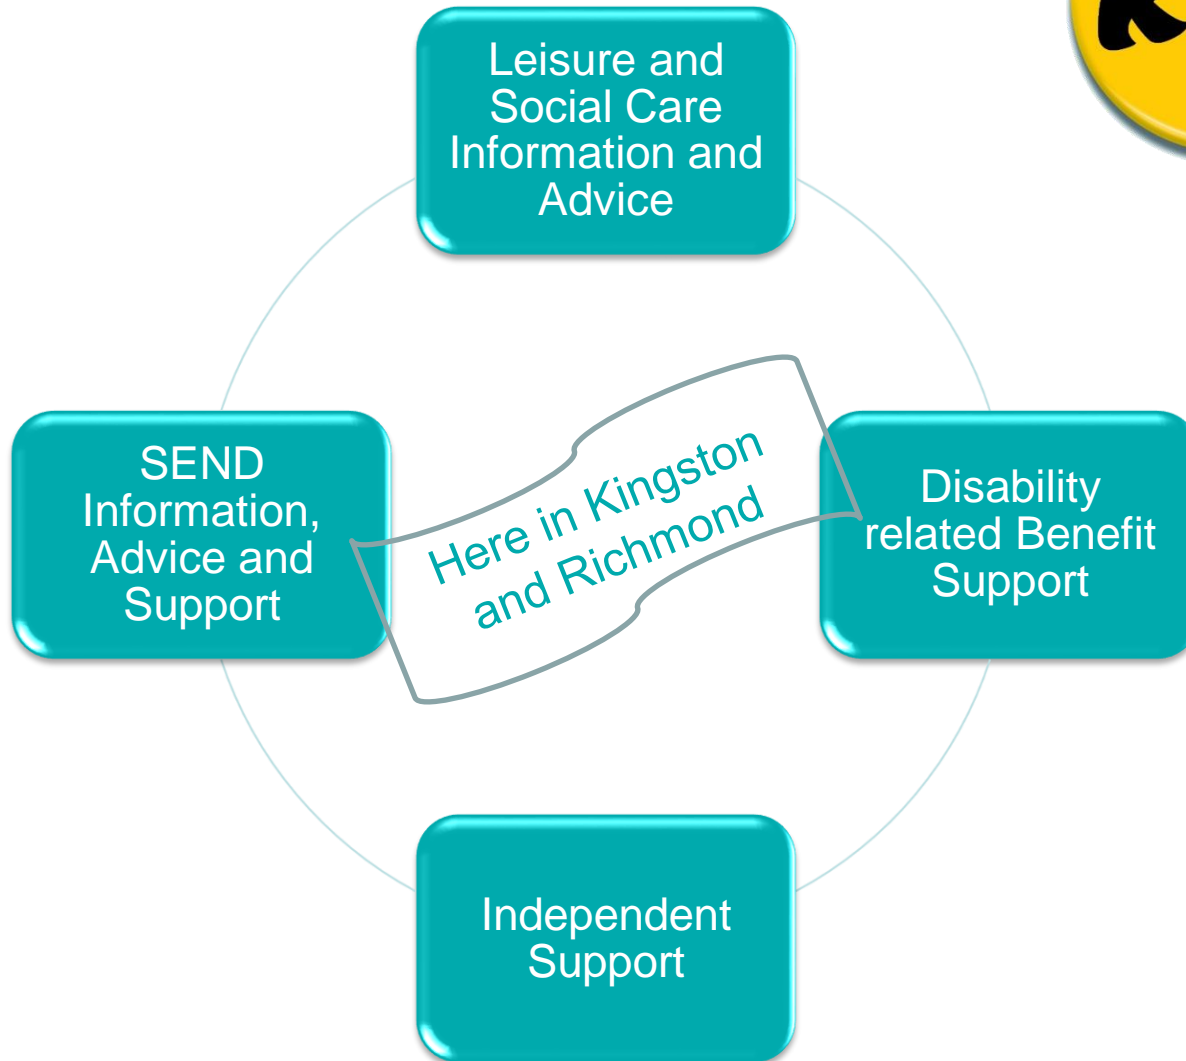 Leisure and
Social Care
Information and
Advice
SEND
Information,
Advice and
Support
Here in Kingston
and Richmond
Disability
related Benefit
Support
Independent
Support